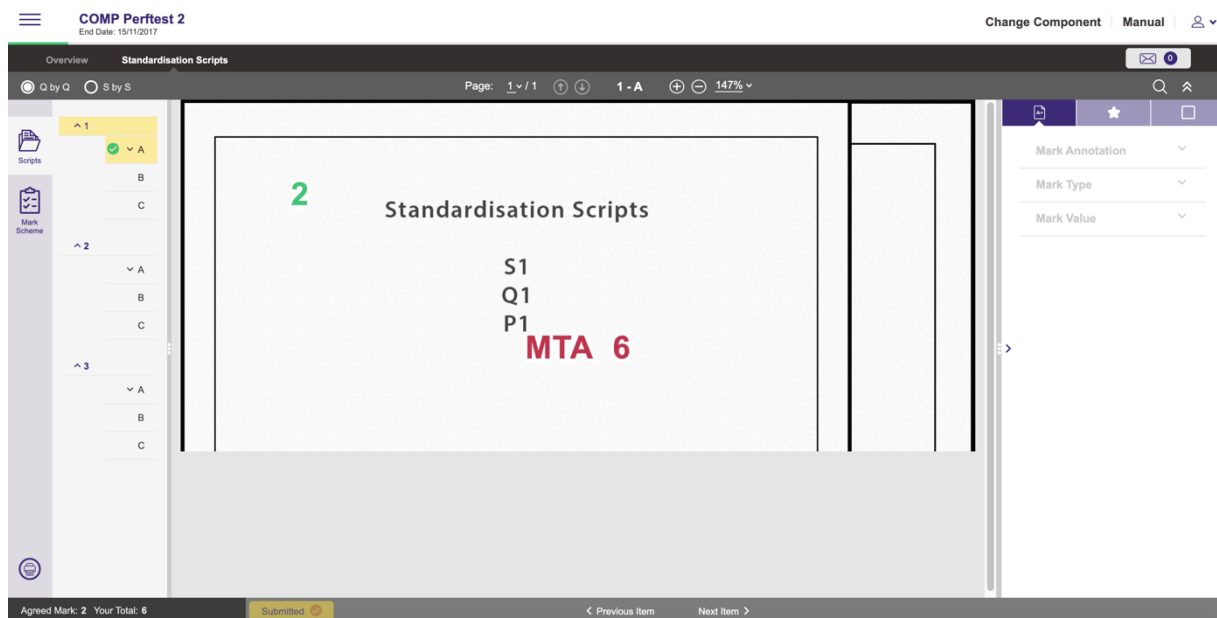 COMP Perftest 2
End Date: 15/11/2017
Change Component Manual
Overview Standardisation Scripts
0
Q by Q S by S
Page: 1 / 1
1 - A
147%
Scripts
Mark
Scheme
1
A
B
C
2
A
B
C
3
A
B
C
2
Standardisation Scripts
S1
Q1
P1
MTA 6
A+
Mark Annotation
Mark Type
Mark Value
Agreed Mark: 2 Your Total: 6
Submitted
Previous Item
Next Item